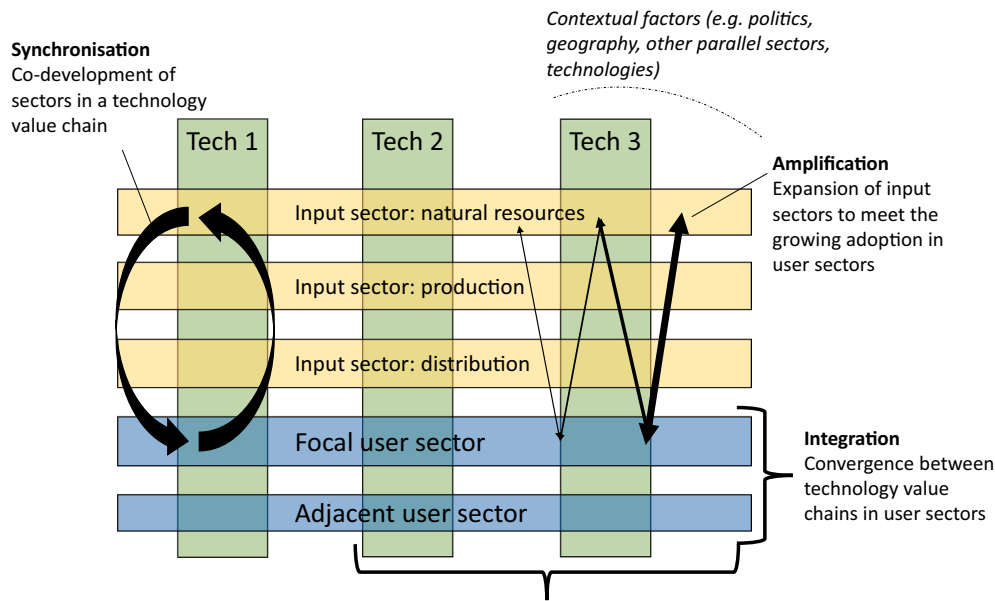 Contextual factors (e.g. politics,
geography, other parallel sectors,
technologies)
Synchronisation
Co-development of
sectors in a technology
value chain
Tech 1
Tech 2
Tech 3
Amplification
Expansion of input
sectors to meet the
growing adoption in
user sectors
Input sector: natural resources
Input sector: production
Input sector: distribution
Focal user sector
Adjacent user sector
Integration
Convergence between
technology value
chains in user sectors